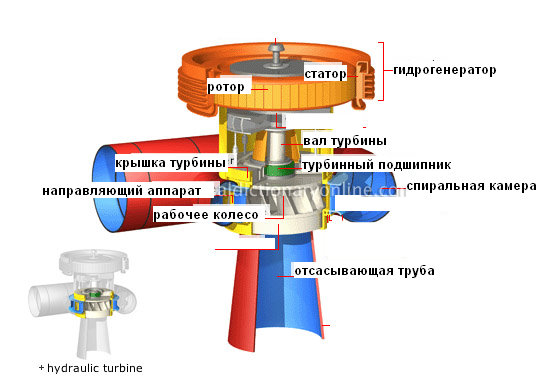 статор
гидрогенератор
ротор
вал турбины
крышка турбины
турбинный подшипник
направляющий аппарат
спиральная камера
рабочее колесо
отсасывающая труба
+ hydraulic turbine